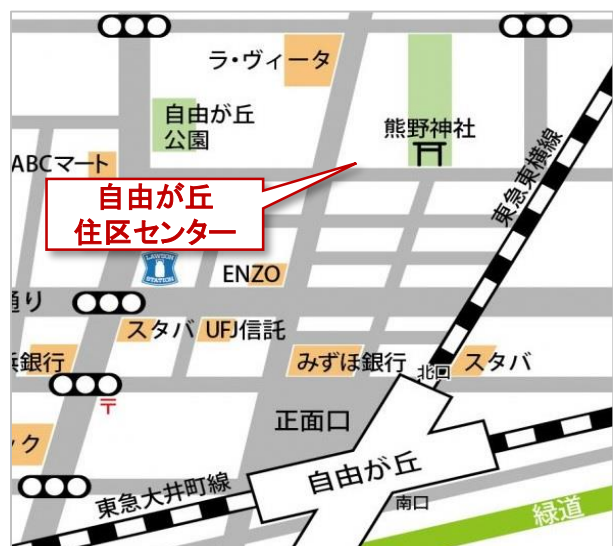 ラ・ヴィータ
自由が丘
公園
熊野神社
ABCマート
東急東横線
自由が丘
住区センター
LAWSON
STATION
ENZO
通り
スタバ
UFJ信託
浜銀行
みずほ銀行
スタバ
北口
〒
正面口
ック
自由が丘
東急大井町線
南口
緑道